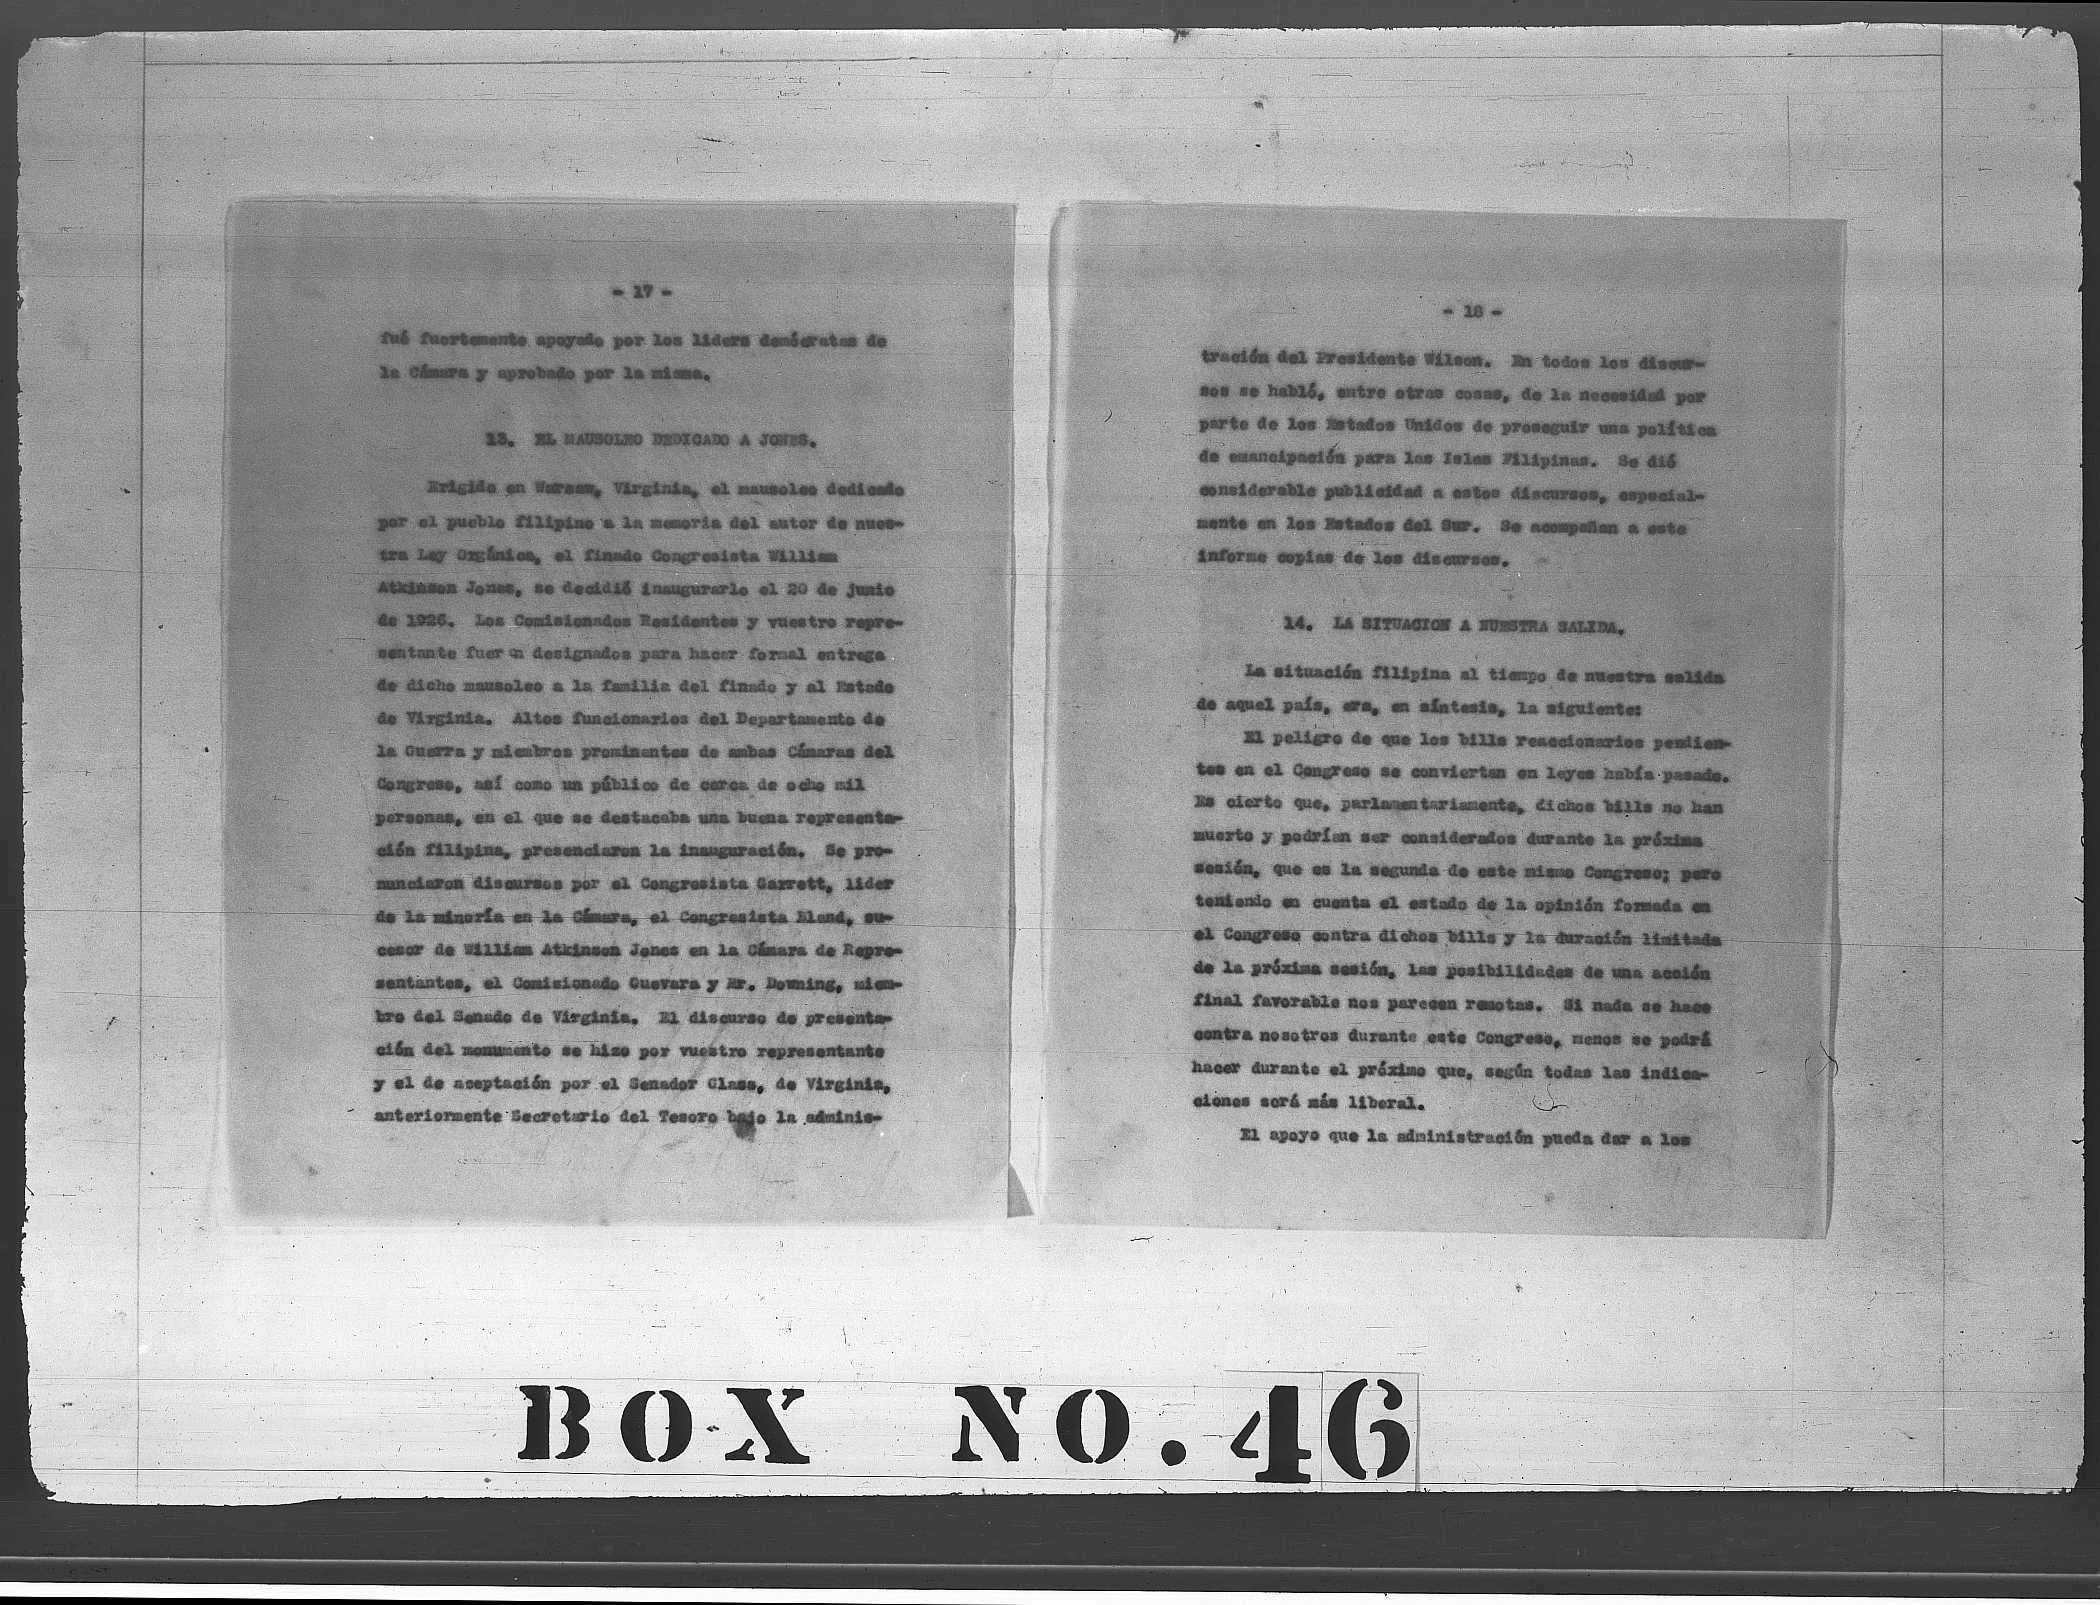 - 17 -
fué fuertemente apoyado por los liders demócratas de
la Cámara y aprobado por la misma.
13. EL MAUSOLEO DEDICADO A JONES.
Erigido en Warsaw, Virginia, el mausoleo dedicado
por el pueblo filipino a la memoria del autor de nues-
tra Ley Orgánica, el finado Congresista William
Atkinson Jones, se decidió inaugurarlo el 20 de junio
de 1926. Los Comisionados Residentes y vuestro repre-
sentante fueron designados para hacer formal entrega
de dicho mausoleo a la familia del finado y al Estado
de Virginia. Altos funcionarios del Departamento de
la Guerra y miembros prominentes de ambas Cámaras del
Congreso, así como un público de cerca de ocho mil
personas, en el que se destacaba una buena representa-
ción filipina, presenciaron la inauguración. Se pro-
nunciaron discursos por el Congresista Garrett, lider
de la minoría en la Cámara, el Congresista Bland, su-
cesor de William Atkinson Jones en la Cámara de Repre-
sentantes, el Comisionado Guevara y Mr. Downing, miem-
bro del Senado de Virginia. El discurso de presenta-
ción del monumento se hizo por vuestro representante
y el de aceptación por el Senador Glass, de Virginia,
anteriormente Secretario del Tesoro bajo la adminis-
- 18 -
tración del Presidente Wilson. En todos los discur-
sos se habló, entre otras cosas, de la necesidad por
parte de los Estados Unidos de proseguir una política
de emancipación para las Islas Filipinas. Se dió
considerable publicidad a estos discursos, especial-
mente en los Estados del Sur. Se acompañan a este
informe copias de los discursos.
14. LA SITUACION A NUESTRA SALIDA.
La situación filipina al tiempo de nuestra salida
de aquel país, era, en síntesis, la siguiente:
El peligro de que los bills reaccionarios pendien-
tes en el Congreso se conviertan en leyes había pasado.
Es cierto que, parlamentariamente, dichos bills no han
muerto y podrían ser considerados durante la próxima
sesión, que es la segunda de este mismo Congreso; pero
teniendo en cuenta el estado de la opinión formada en
el Congreso contra dichos bills y la duración limitada
de la próxima sesión, las posibilidades de una acción
final favorable nos parecen remotas. Si nada se hace
contra nosotros durante este Congreso, menos se podrá
hacer durante el próximo que, según todas las indica-
ciones será más liberal.
El apoyo que la administración pueda dar a los
BOX NO. 46